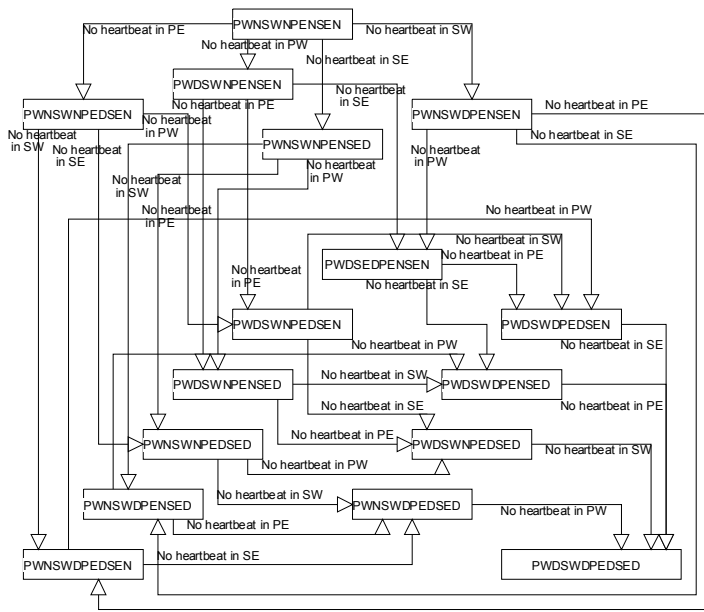 PWNSWNPENSEN
No heartbeat in PE
No heartbeat in SW
No heartbeat in PW
No heartbeat
in SE
PWDSWNPENSEN
No heartbeat
in SE
No heartbeat in PE
PWNSWNPEDSEN
PWNSWDPENSEN
No heartbeat in PE
No heartbeat
in PW
No heartbeat
in SW
No heartbeat
in SE
PWNSWNPENSED
No heartbeat
in PW
No heartbeat in SE
No heartbeat
in SW
No heartbeat
in PW
No heartbeat in PW
No heartbeat
in PE
No heartbeat in SW
No heartbeat in PE
PWDSEDPENSEN
No heartbeat
in PE
No heartbeat in SE
PWDSWNPEDSEN
PWDSWDPEDSEN
No heartbeat in PW
No heartbeat in SE
PWDSWNPENSED
No heartbeat in SW
PWDSWDPENSED
No heartbeat in SE
No heartbeat in PE
PWNSWNPEDSED
No heartbeat in PE
PWDSWNPEDSED
No heartbeat in SW
No heartbeat in PW
PWNSWDPENSED
No heartbeat in SW
PWNSWDPEDSED
No heartbeat in PW
No heartbeat in PE
No heartbeat in SE
PWNSWDPEDSEN
PWDSWDPEDSED